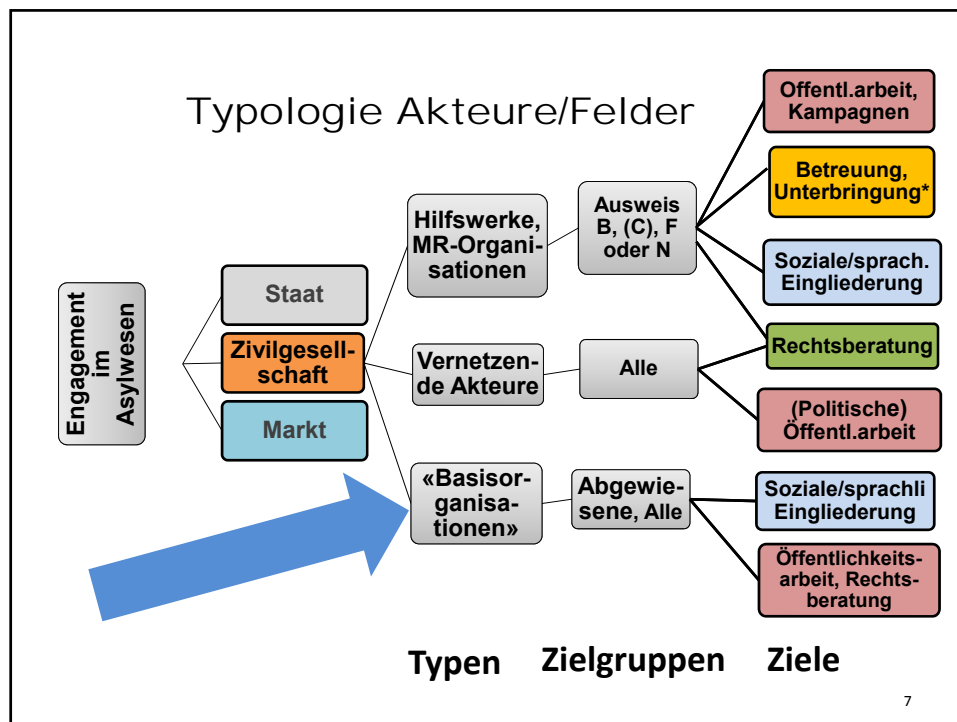 Typologie Akteure/Felder
Engagement
im
Asylwesen
Staat
Zivilgesell-
schaft
Markt
Hilfswerke,
MR-Organi-
sationen
Vernetzen-
de Akteure
«Basisor-
ganisa-
tionen»
Ausweis
B, (C), F
oder N
Alle
Abgewie-
sene, Alle
Offentl.arbeit,
Kampagnen
Betreuung,
Unterbringung*
Soziale/sprach.
Eingliederung
Rechtsberatung
(Politische)
Öffentl.arbeit
Soziale/sprachli
Eingliederung
Öffentlichkeits-
arbeit, Rechts-
beratung
Typen
Zielgruppen
Ziele
7